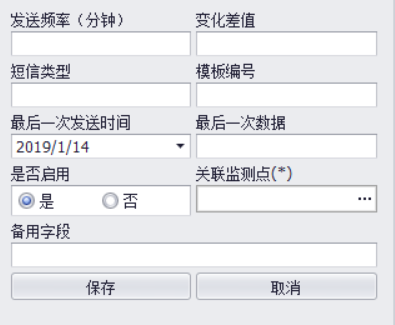 发送频率（分钟） 变化差值
短信类型 模板编号
最后一次发送时间 最后一次数据
2019/1/14
是否启用 关联监测点(*)
是 否 ...
备用字段
保存 取消